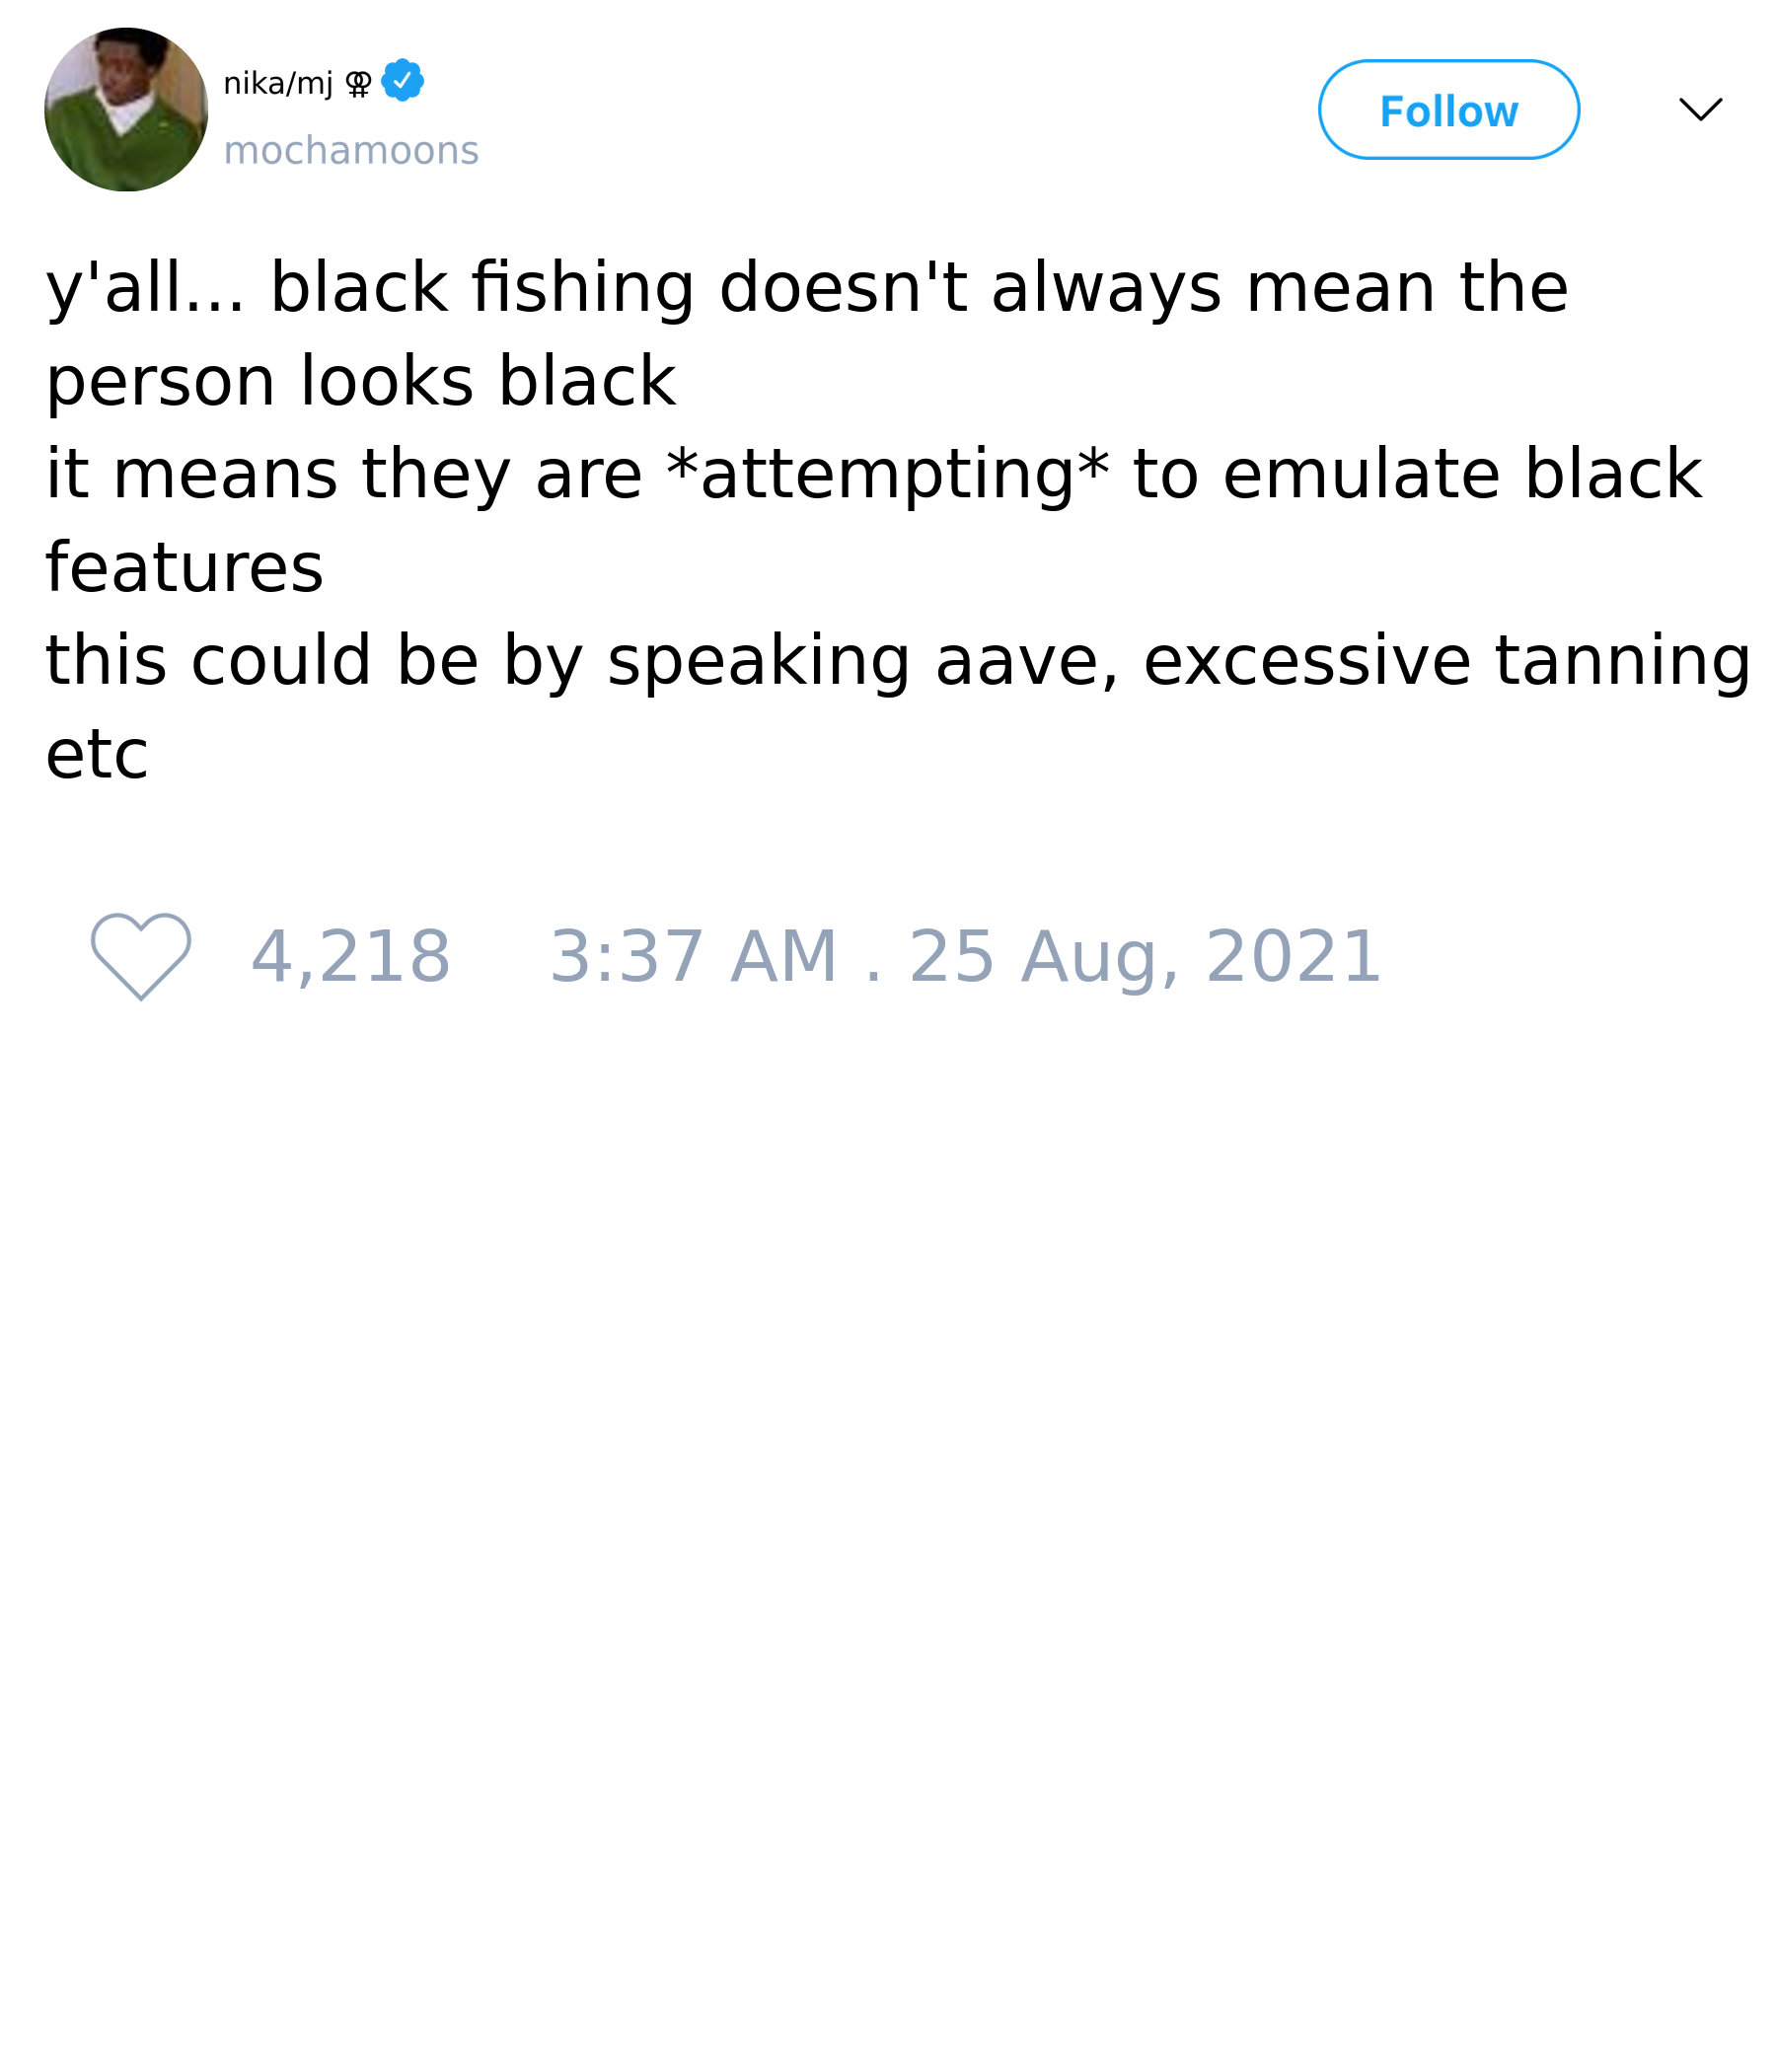 nika/mj ⚢
mochamoons
Follow
y'all... black fishing doesn't always mean the
person looks black
it means they are *attempting* to emulate black
features
this could be by speaking aave, excessive tanning
etc
4,218 3:37 AM . 25 Aug, 2021